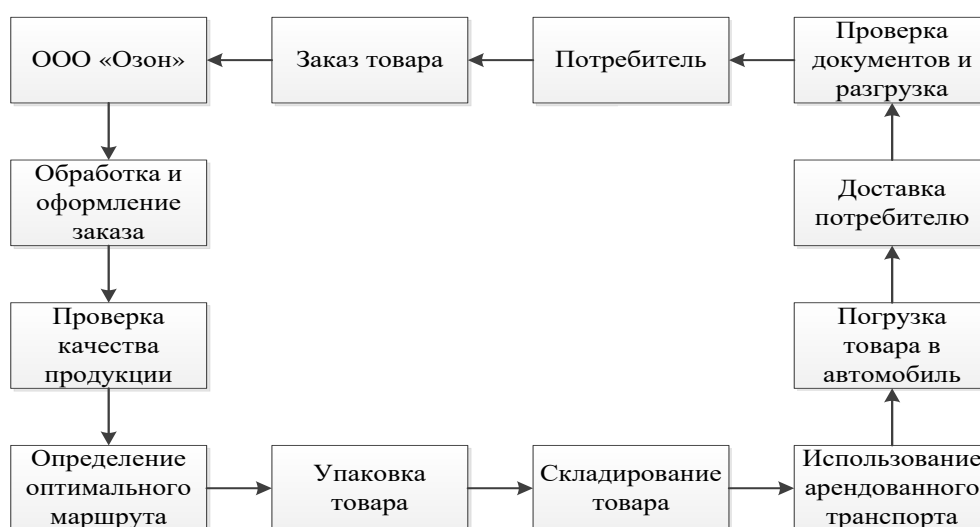 ООО «Озон»
Заказ товара
Потребитель
Проверка
документов и
разгрузка
Обработка и
оформление
заказа
Доставка
потребителю
Проверка
качества
продукции
Погрузка
товара в
автомобиль
Определение
оптимального
маршрута
Упаковка
товара
Складирование
товара
Использование
арендованного
транспорта